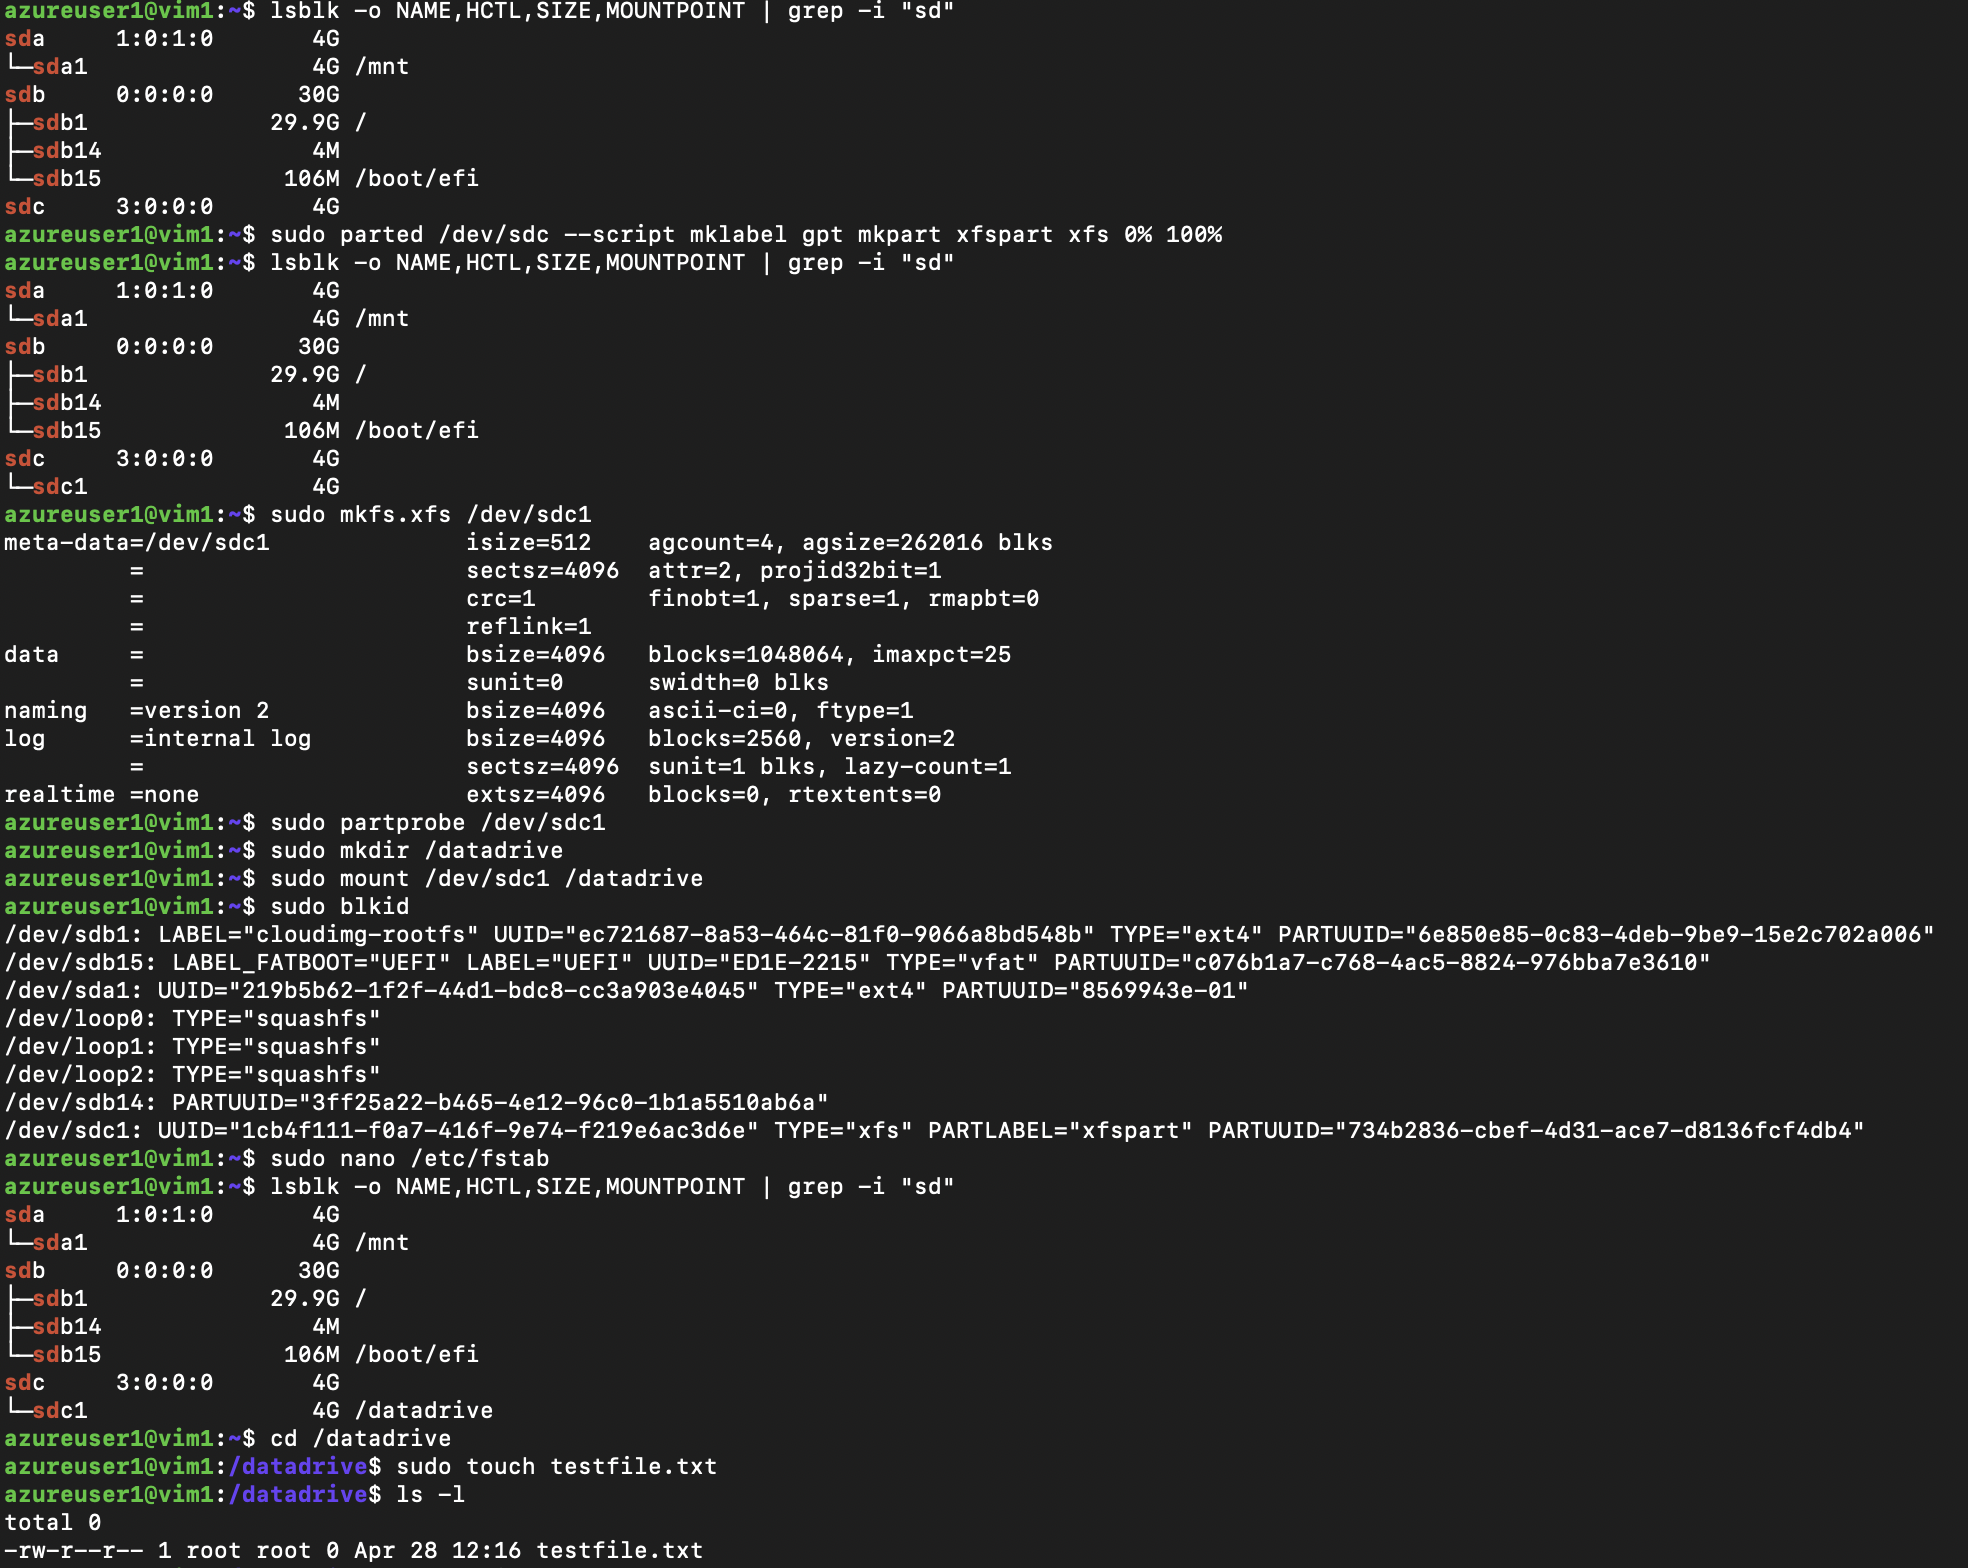 azureuser1@vim1:~$ lsblk -o NAME,HCTL,SIZE,MOUNTPOINT | grep -i "sd"
sda     1:0:1:0       4G
└─sda1                4G /mnt
sdb     0:0:0:0      30G
├─sdb1             29.9G /
├─sdb14               4M
└─sdb15             106M /boot/efi
sdc     3:0:0:0       4G
azureuser1@vim1:~$ sudo parted /dev/sdc --script mklabel gpt mkpart xfspart xfs 0% 100%
azureuser1@vim1:~$ lsblk -o NAME,HCTL,SIZE,MOUNTPOINT | grep -i "sd"
sda     1:0:1:0       4G
└─sda1                4G /mnt
sdb     0:0:0:0      30G
├─sdb1             29.9G /
├─sdb14               4M
└─sdb15             106M /boot/efi
sdc     3:0:0:0       4G
└─sdc1                4G
azureuser1@vim1:~$ sudo mkfs.xfs /dev/sdc1
meta-data=/dev/sdc1              isize=512    agcount=4, agsize=262016 blks
         =                       sectsz=4096  attr=2, projid32bit=1
         =                       crc=1        finobt=1, sparse=1, rmapbt=0
         =                       reflink=1
data     =                       bsize=4096   blocks=1048064, imaxpct=25
         =                       sunit=0      swidth=0 blks
naming   =version 2              bsize=4096   ascii-ci=0, ftype=1
log      =internal log           bsize=4096   blocks=2560, version=2
         =                       sectsz=4096  sunit=1 blks, lazy-count=1
realtime =none                   extsz=4096   blocks=0, rtextents=0
azureuser1@vim1:~$ sudo partprobe /dev/sdc1
azureuser1@vim1:~$ sudo mkdir /datadrive
azureuser1@vim1:~$ sudo mount /dev/sdc1 /datadrive
azureuser1@vim1:~$ sudo blkid
/dev/sdb1: LABEL="cloudimg-rootfs" UUID="ec721687-8a53-464c-81f0-9066a8bd548b" TYPE="ext4" PARTUUID="6e850e85-0c83-4deb-9be9-15e2c702a006"
/dev/sdb15: LABEL_FATBOOT="UEFI" LABEL="UEFI" UUID="ED1E-2215" TYPE="vfat" PARTUUID="c076b1a7-c768-4ac5-8824-976bba7e3610"
/dev/sda1: UUID="219b5b62-1f2f-44d1-bdc8-cc3a903e4045" TYPE="ext4" PARTUUID="8569943e-01"
/dev/loop0: TYPE="squashfs"
/dev/loop1: TYPE="squashfs"
/dev/loop2: TYPE="squashfs"
/dev/sdb14: PARTUUID="3ff25a22-b465-4e12-96c0-1b1a5510ab6a"
/dev/sdc1: UUID="1cb4f111-f0a7-416f-9e74-f219e6ac3d6e" TYPE="xfs" PARTLABEL="xfspart" PARTUUID="734b2836-cbef-4d31-ace7-d8136fcf4db4"
azureuser1@vim1:~$ sudo nano /etc/fstab
azureuser1@vim1:~$ lsblk -o NAME,HCTL,SIZE,MOUNTPOINT | grep -i "sd"
sda     1:0:1:0       4G
└─sda1                4G /mnt
sdb     0:0:0:0      30G
├─sdb1             29.9G /
├─sdb14               4M
└─sdb15             106M /boot/efi
sdc     3:0:0:0       4G
└─sdc1                4G /datadrive
azureuser1@vim1:~$ cd /datadrive
azureuser1@vim1:/datadrive$ sudo touch testfile.txt
azureuser1@vim1:/datadrive$ ls -l
total 0
-rw-r--r-- 1 root root 0 Apr 28 12:16 testfile.txt